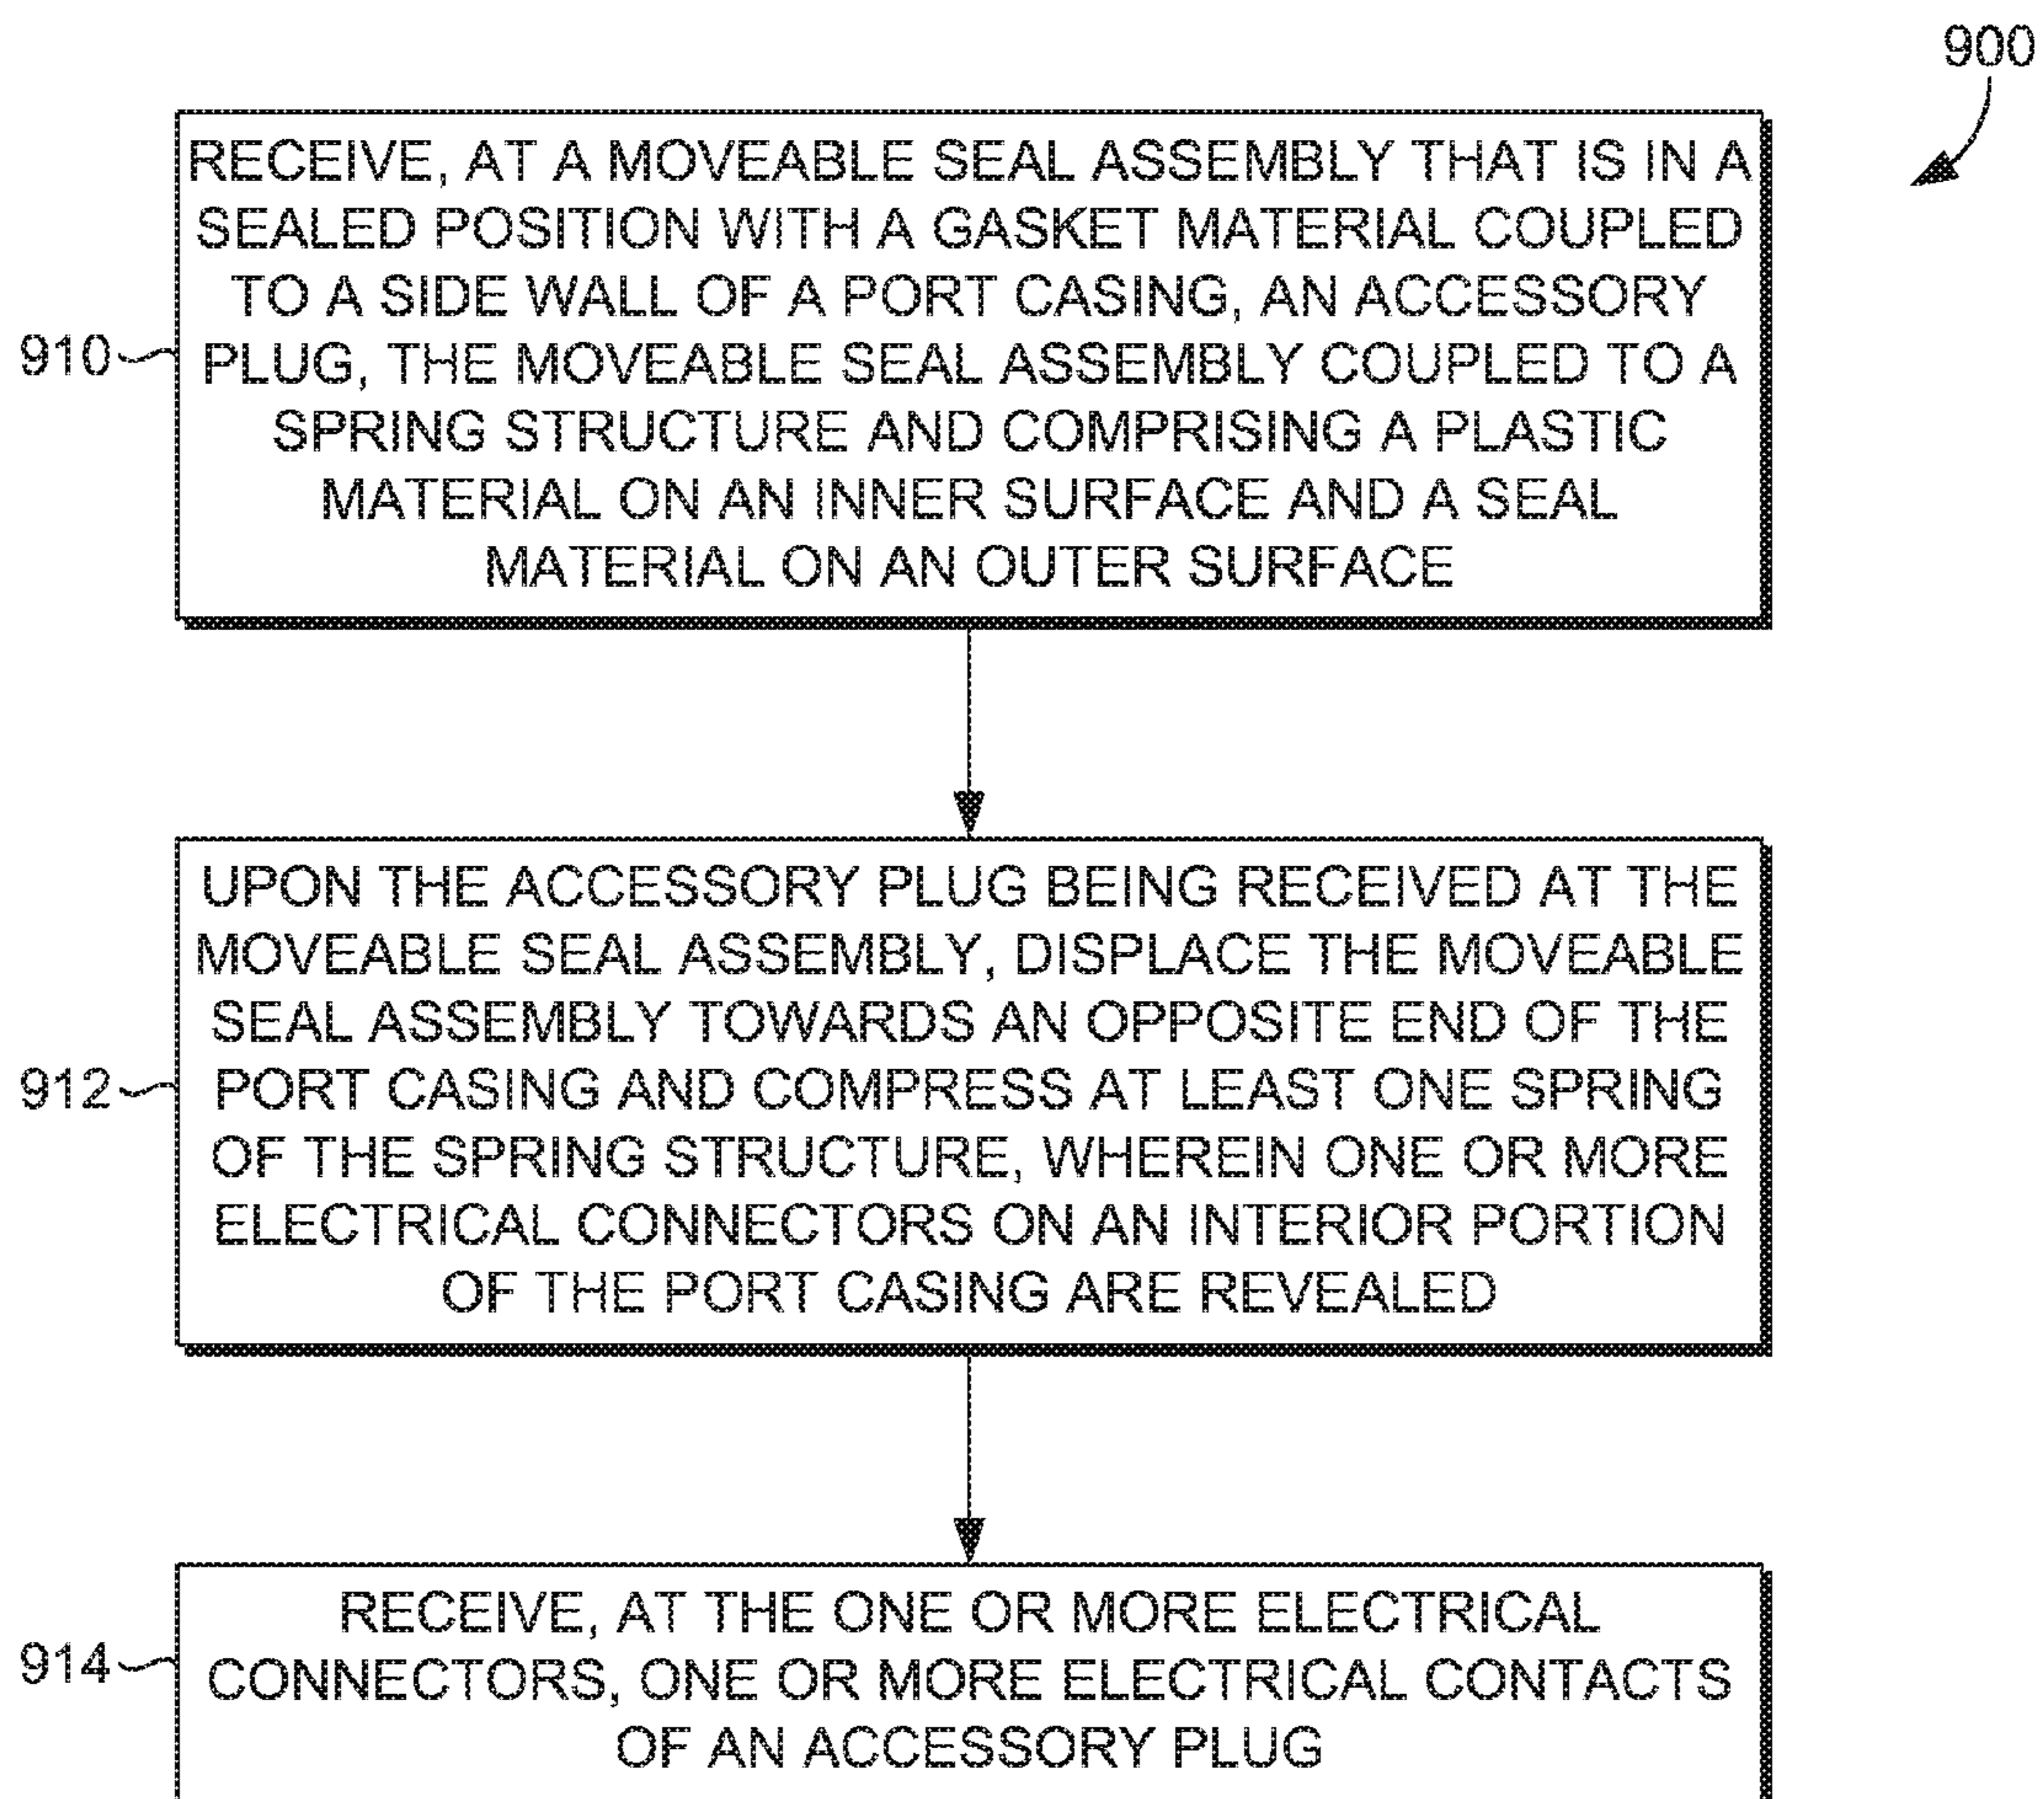 900
RECEIVE, AT A MOVEABLE SEAL ASSEMBLY THAT IS IN A
SEALED POSITION WITH A GASKET MATERIAL COUPLED
TO A SIDE WALL OF A PORT CASING, AN ACCESSORY
910
PLUG, THE MOVEABLE SEAL ASSEMBLY COUPLED TO A
SPRING STRUCTURE AND COMPRISING A PLASTIC
MATERIAL ON AN INNER SURFACE AND A SEAL
MATERIAL ON AN OUTER SURFACE
UPON THE ACCESSORY PLUG BEING RECEIVED AT THE
MOVEABLE SEAL ASSEMBLY, DISPLACE THE MOVEABLE
SEAL ASSEMBLY TOWARDS AN OPPOSITE END OF THE
912
PORT CASING AND COMPRESS AT LEAST ONE SPRING
OF THE SPRING STRUCTURE, WHEREIN ONE OR MORE
ELECTRICAL CONNECTORS ON AN INTERIOR PORTION
OF THE PORT CASING ARE REVEALED
RECEIVE, AT THE ONE OR MORE ELECTRICAL
914
CONNECTORS, ONE OR MORE ELECTRICAL CONTACTS
OF AN ACCESSORY PLUG